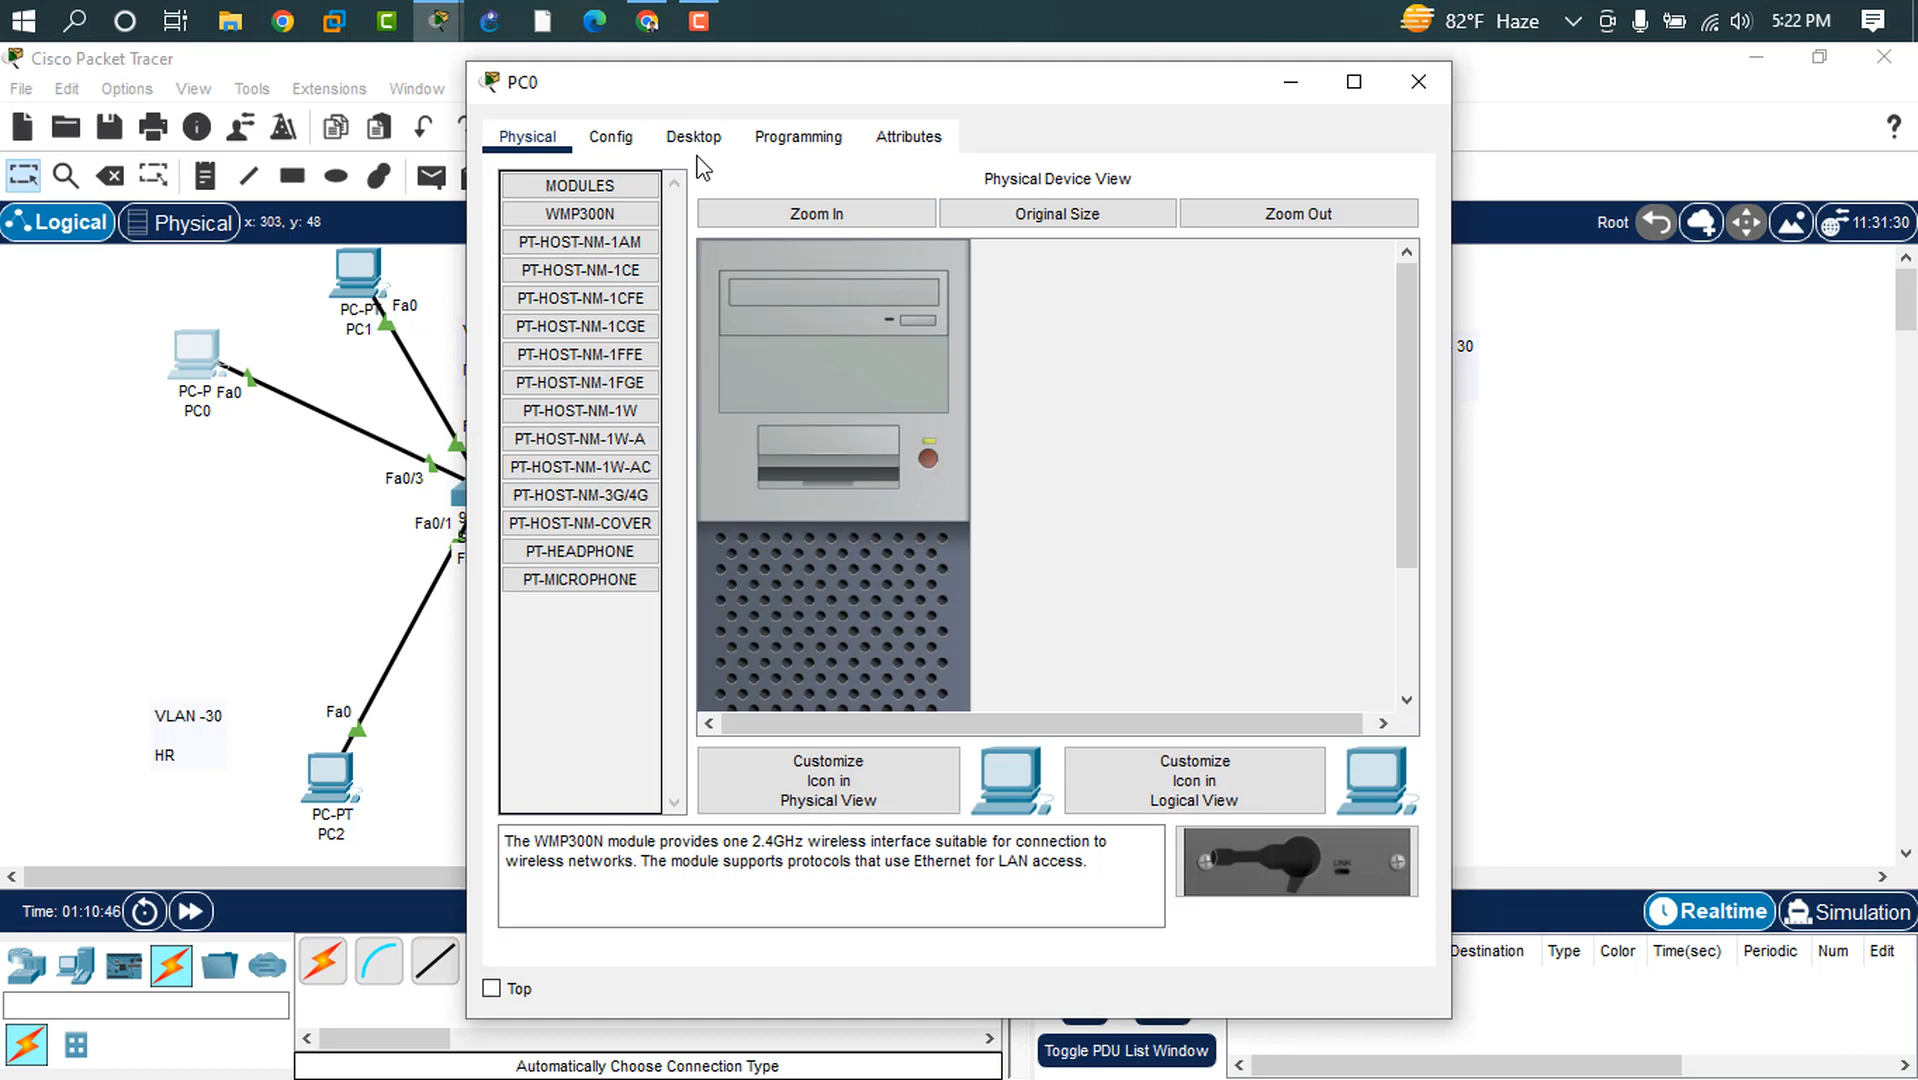 82°F Haze
5:22 PM
Cisco Packet Tracer
File Edit Options View Tools Extensions Window
PC0
Physical Config Desktop Programming Attributes
Physical Device View
Zoom In Original Size Zoom Out
MODULES
WMP300N
PT-HOST-NM-1AM
PT-HOST-NM-1CE
PT-HOST-NM-1CFE
PT-HOST-NM-1CGE
PT-HOST-NM-1FFE
PT-HOST-NM-1FGE
PT-HOST-NM-1W
PT-HOST-NM-1W-A
PT-HOST-NM-1W-AC
PT-HOST-NM-3G/4G
PT-HOST-NM-COVER
PT-HEADPHONE
PT-MICROPHONE
Customize
Icon in
Physical View
Customize
Icon in
Logical View
The WMP300N module provides one 2.4GHz wireless interface suitable for connection to
wireless networks. The module supports protocols that use Ethernet for LAN access.
LINK
Top
Logical Physical x: 303, y: 48
Root 11:31:30
PC-PT Fa0
PC1
PC-P Fa0
PC0
Fa0/3
Fa0/1
30
VLAN -30
HR
Fa0
PC-PT
PC2
Time: 01:10:46
Realtime Simulation
Destination Type Color Time(sec) Periodic Num Edit
Toggle PDU List Window
Automatically Choose Connection Type